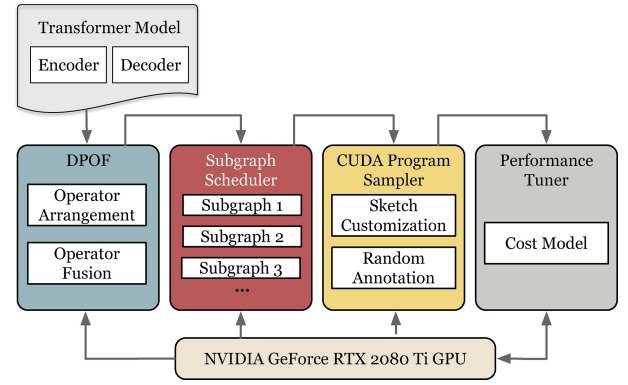 Transformer Model
Encoder
Decoder
DPOF
Operator
Arrangement
Operator
Fusion
Subgraph
Scheduler
Subgraph 1
Subgraph 2
Subgraph 3
...
CUDA Program
Sampler
Sketch
Customization
Random
Annotation
Performance
Tuner
Cost Model
NVIDIA GeForce RTX 2080 Ti GPU